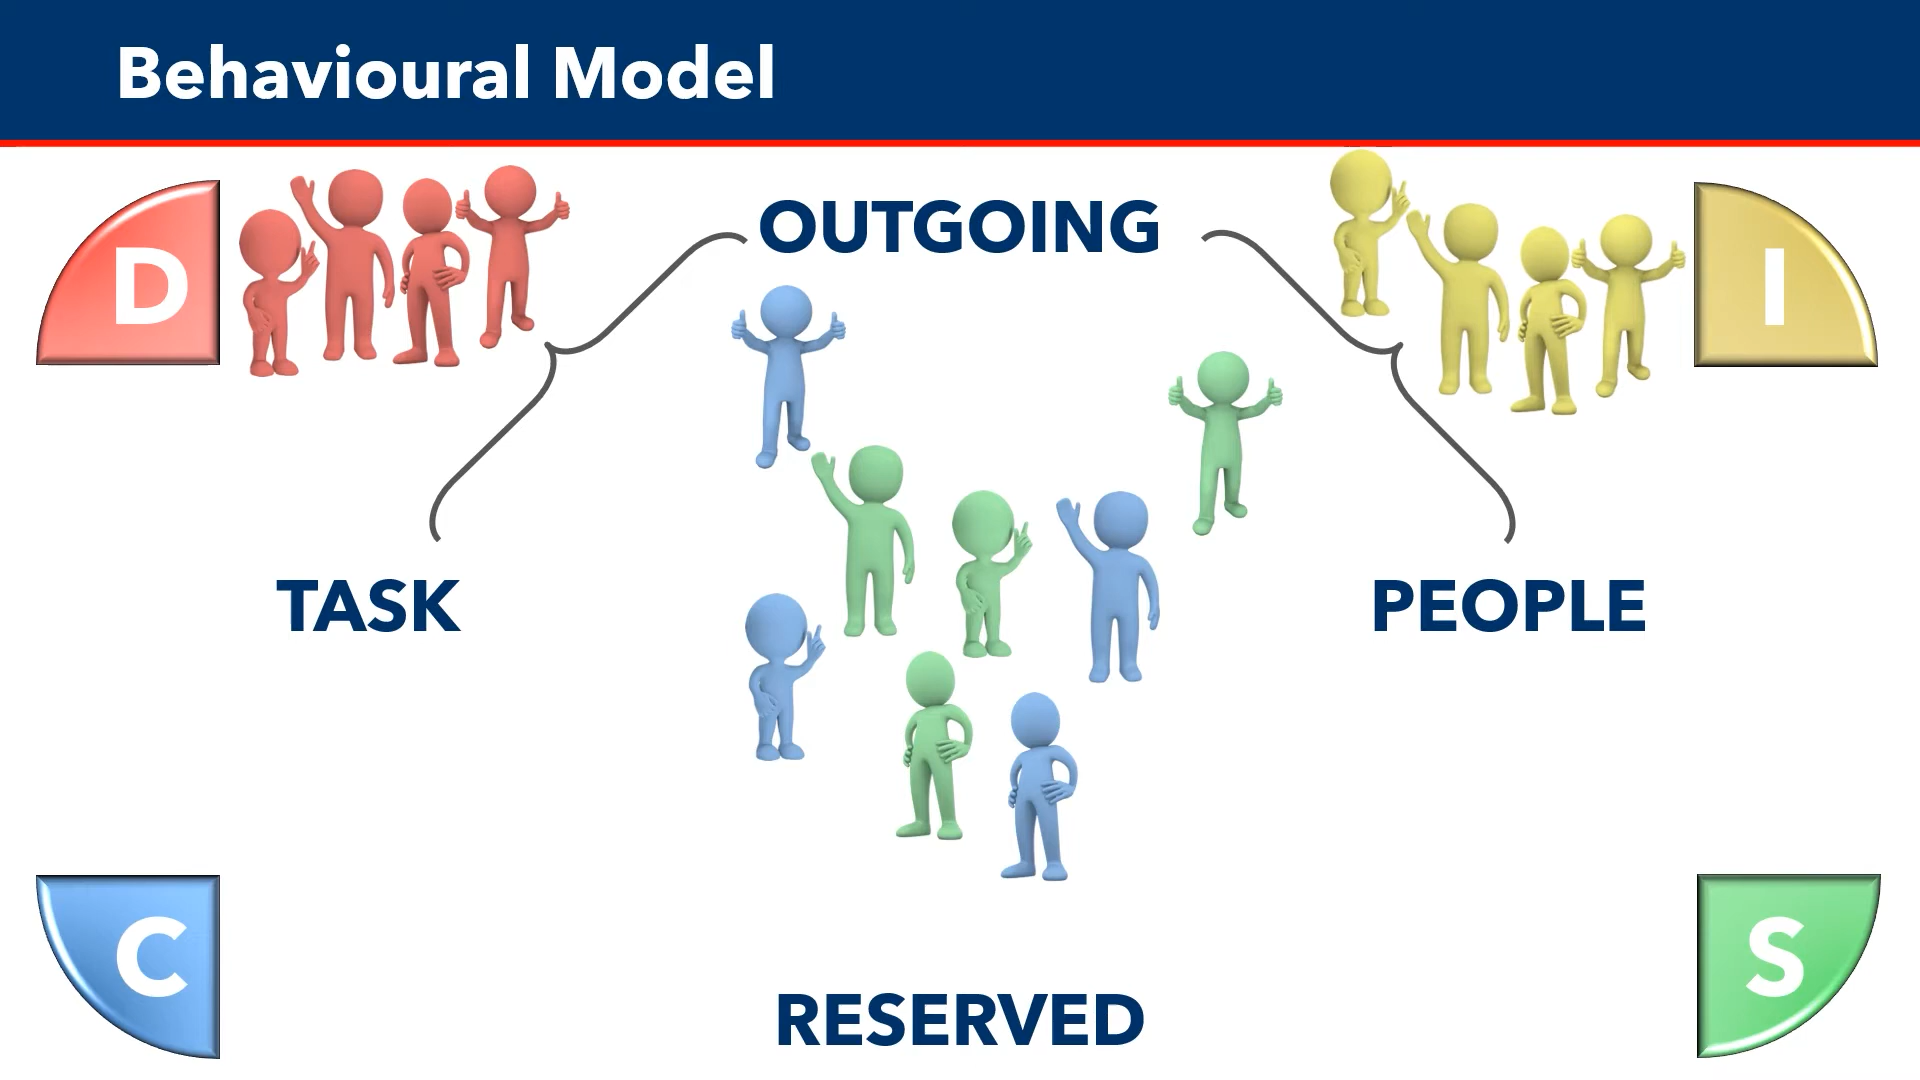 Behavioural Model
D
OUTGOING
I
TASK
PEOPLE
C
S
RESERVED